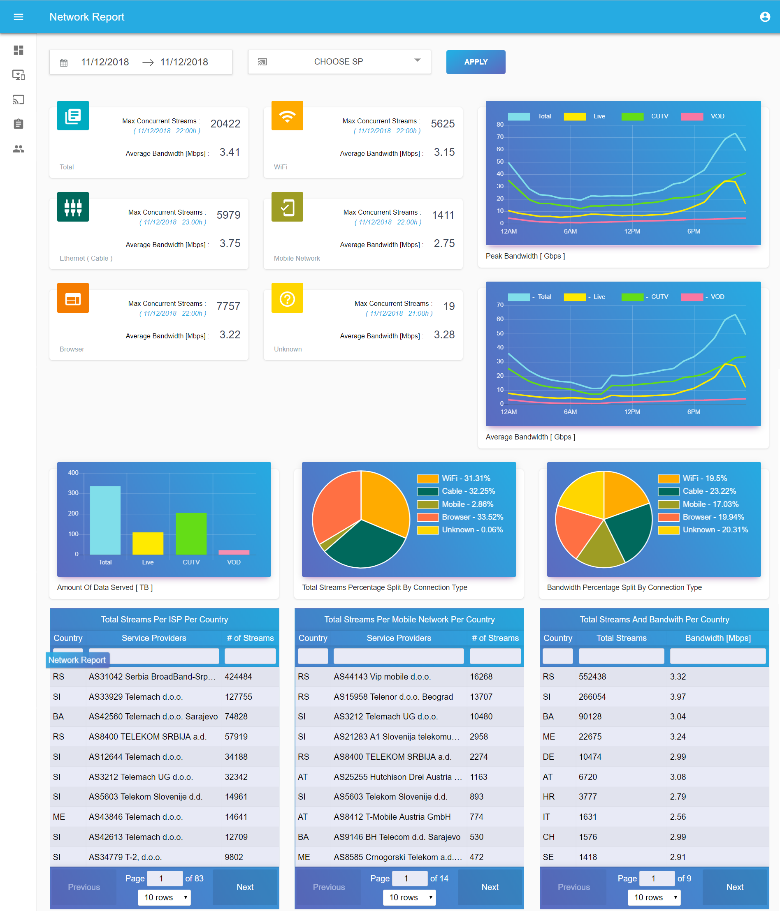 Network Report
11/12/2018 → 11/12/2018
CHOOSE SP
APPLY
Max Concurrent Streams : 20422
( 11/12/2018 22:00h )
Average Bandwidth [Mbps] : 3.41
Total
Max Concurrent Streams : 5625
( 11/12/2018 22:00h )
Average Bandwidth [Mbps] : 3.15
WiFi
Max Concurrent Streams : 5979
( 11/12/2018 23:00h )
Average Bandwidth [Mbps] : 3.75
Ethernet ( Cable )
Max Concurrent Streams : 1411
( 11/12/2018 22:00h )
Average Bandwidth [Mbps] : 2.75
Mobile Network
Max Concurrent Streams : 7757
( 11/12/2018 22:00h )
Average Bandwidth [Mbps] : 3.22
Browser
Max Concurrent Streams : 19
( 11/12/2018 21:00h )
Average Bandwidth [Mbps] : 3.28
Unknown
Total Live CUTV VOD
80
70
60
50
40
30
20
10
0
12AM 6AM 12PM 6PM
Peak Bandwidth [ Gbps ]
- Total - Live - CUTV - VOD
70
60
50
40
30
20
10
0
12AM 6AM 12PM 6PM
Average Bandwidth [ Gbps ]
400
300
200
100
0
Total Live CUTV VOD
Amount Of Data Served [ TB ]
WiFi - 31.31%
Cable - 32.25%
Mobile - 2.86%
Browser - 33.52%
Unknown - 0.06%
Total Streams Percentage Split By Connection Type
WiFi - 19.5%
Cable - 23.22%
Mobile - 17.03%
Browser - 19.94%
Unknown - 20.31%
Bandwidth Percentage Split By Connection Type
Total Streams Per ISP Per Country
Country Service Providers # of Streams
Network Report
RS AS31042 Serbia BroadBand-Srp... 424484
SI AS33929 Telemach d.o.o. 127755
BA AS42560 Telemach d.o.o. Sarajevo 74828
RS AS8400 TELEKOM SRBIJA a.d. 57919
SI AS12644 Telemach d.o.o. 34188
SI AS3212 Telemach UG d.o.o. 32342
SI AS5603 Telekom Slovenije d.d. 14961
ME AS43846 Telemach d.o.o. 14641
SI AS42613 Telemach d.o.o. 12709
SI AS34779 T-2, d.o.o. 9802
Previous Page 1 of 83 Next
10 rows
Total Streams Per Mobile Network Per Country
Country Service Providers # of Streams
RS AS44143 Vip mobile d.o.o. 16268
RS AS15958 Telenor d.o.o. Beograd 13707
SI AS3212 Telemach UG d.o.o. 10480
SI AS21283 A1 Slovenija telekomu... 2958
RS AS8400 TELEKOM SRBIJA a.d. 2274
AT AS25255 Hutchison Drei Austria ... 1163
SI AS5603 Telekom Slovenije d.d. 893
AT AS8412 T-Mobile Austria GmbH 774
BA AS9146 BH Telecom d.d. Sarajevo 530
ME AS8585 Crnogorski Telekom a.d.... 472
Previous Page 1 of 14 Next
10 rows
Total Streams And Bandwith Per Country
Country Total Streams Bandwidth [Mbps]
RS 552438 3.32
SI 266054 3.97
BA 90128 3.04
ME 22675 3.24
DE 10474 2.99
AT 6720 3.08
HR 3777 2.79
IT 1631 2.56
CH 1576 2.99
SE 1418 2.91
Previous Page 1 of 9 Next
10 rows